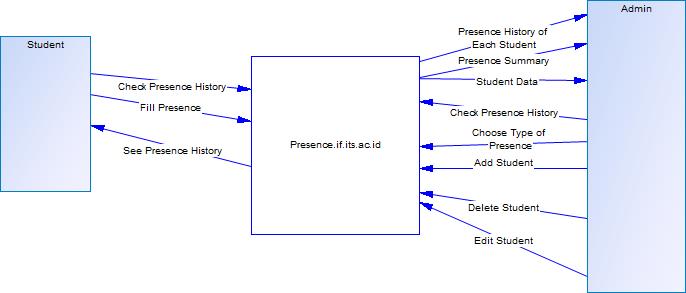 Student
Check Presence History
Fill Presence
See Presence History
Presence.if.its.ac.id
Admin
Presence History of
Each Student
Presence Summary
Student Data
Check Presence History
Choose Type of
Presence
Add Student
Delete Student
Edit Student